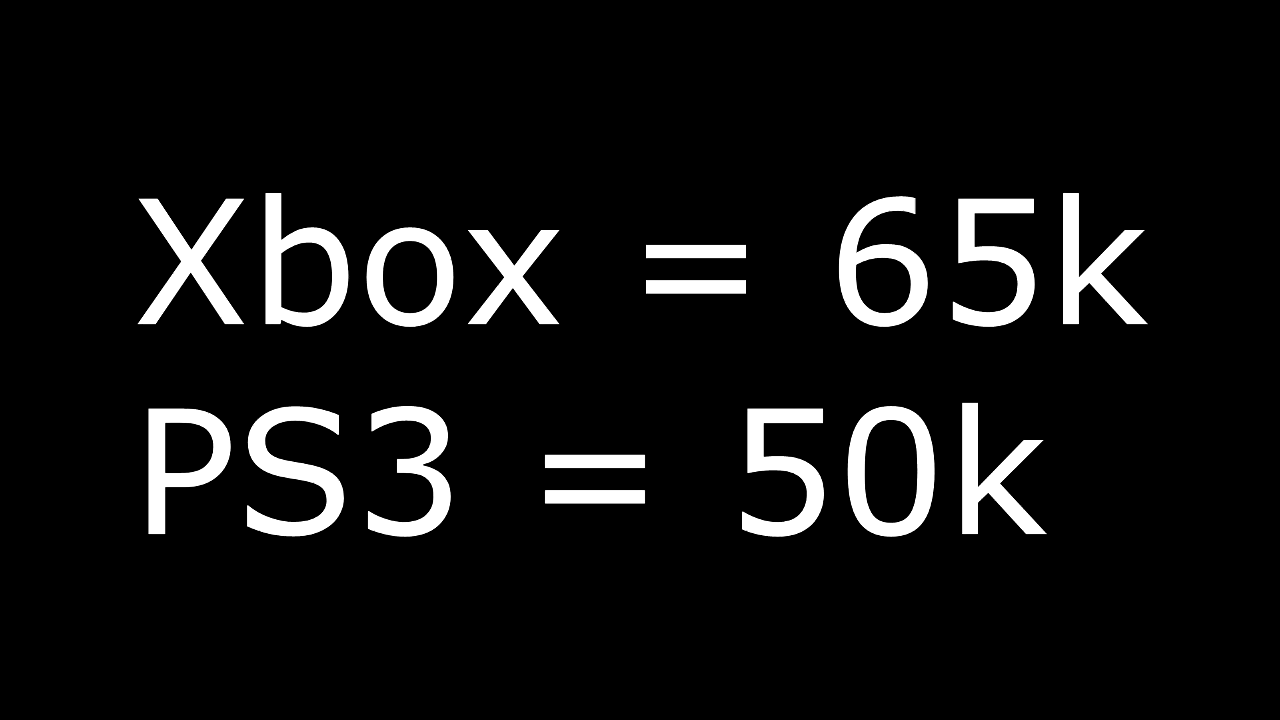 Xbox = 65k
PS3 = 50k